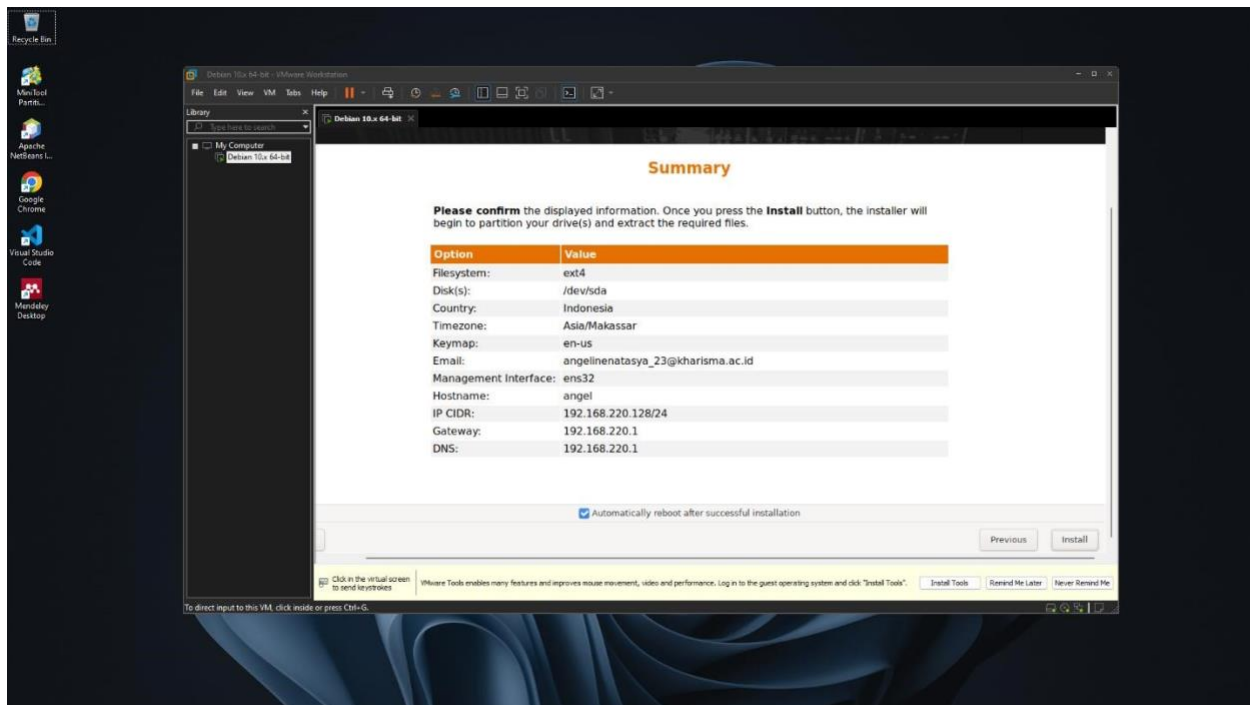 Recycle Bin
MiniTool
Partiti...
Apache
NetBeans I...
Google
Chrome
Visual Studio
Code
Mendeley
Desktop
Debian 10.x 64-bit - VMware Workstation
File Edit View VM Tabs Help
Library
Type here to search
My Computer
Debian 10.x 64-bit
Debian 10.x 64-bit
Summary
Please confirm the displayed information. Once you press the Install button, the installer will
begin to partition your drive(s) and extract the required files.
Option Value
Filesystem: ext4
Disk(s): /dev/sda
Country: Indonesia
Timezone: Asia/Makassar
Keymap: en-us
Email: angelinenatasya_23@kharisma.ac.id
Management Interface: ens32
Hostname: angel
IP CIDR: 192.168.220.128/24
Gateway: 192.168.220.1
DNS: 192.168.220.1
Automatically reboot after successful installation
Previous Install
Click in the virtual screen
to send keystrokes
VMware Tools enables many features and improves mouse movement, video and performance. Log in to the guest operating system and click "Install Tools".
Install Tools Remind Me Later Never Remind Me
To direct input to this VM, click inside or press Ctrl+G.